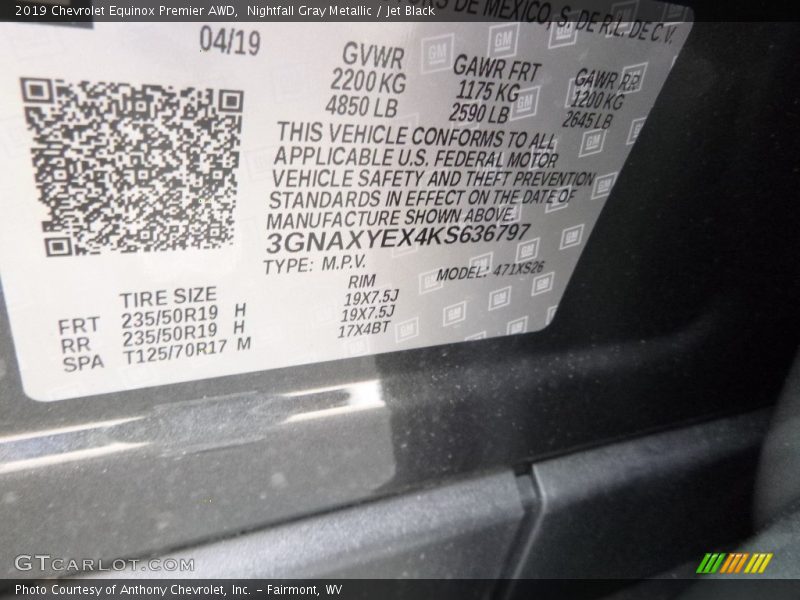 2019 Chevrolet Equinox Premier AWD,  Nightfall Gray Metallic / Jet Black
DE MEXICO, S. DE R.L. DE C.V.
04/19
GVWR
2200 KG
4850 LB
GAWR FRT
1175 KG
2590 LB
GAWR RR
1200 KG
2645 LB
THIS VEHICLE CONFORMS TO ALL
APPLICABLE U.S. FEDERAL MOTOR
VEHICLE SAFETY AND THEFT PREVENTION
STANDARDS IN EFFECT ON THE DATE OF
MANUFACTURE SHOWN ABOVE.
3GNAXYEX4KS636797
TYPE: M.P.V.
MODEL: 471XS26
TIRE SIZE
RIM
FRT 235/50R19 H 19X7.5J
RR 235/50R19 H 19X7.5J
SPA T125/70R17 M 17X4BT
GM
GTCARLOT.COM
Photo Courtesy of Anthony Chevrolet, Inc. – Fairmont, WV